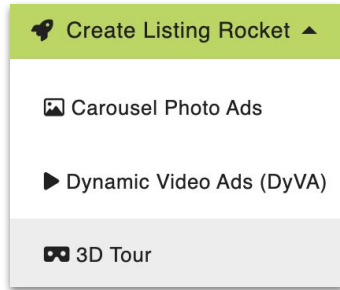 Create Listing Rocket
Carousel Photo Ads
Dynamic Video Ads (DyVA)
3D Tour